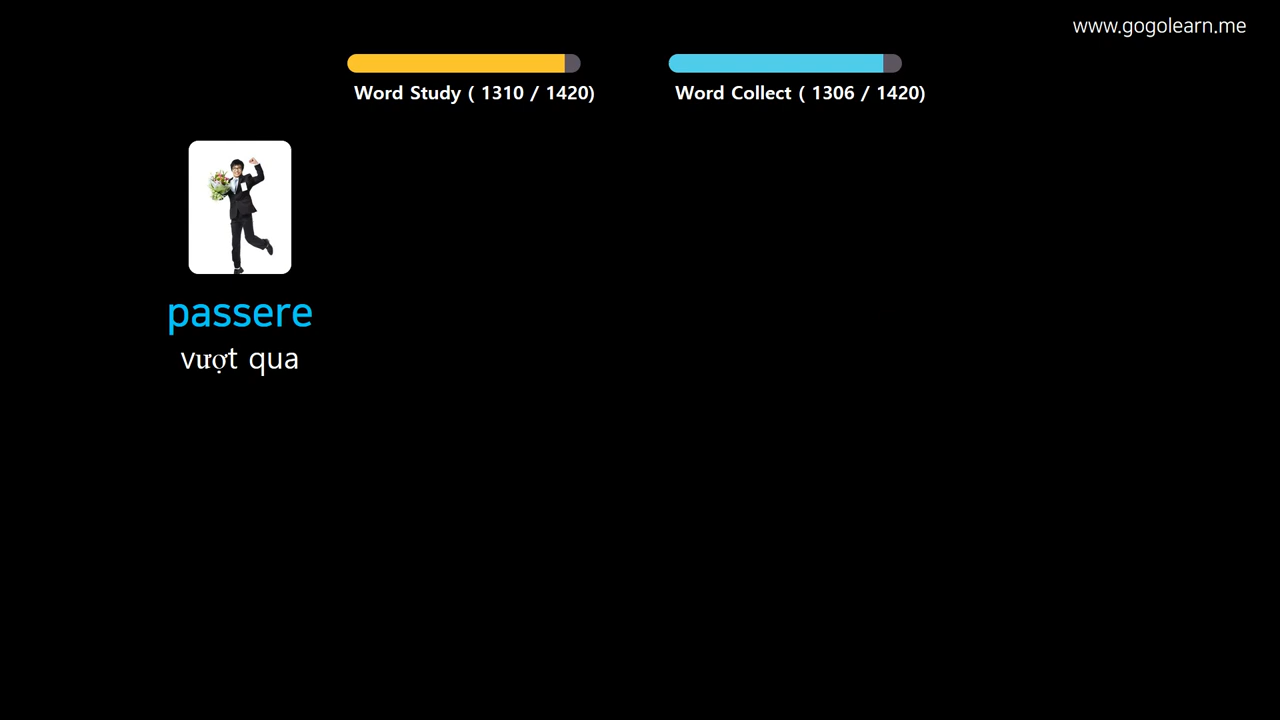 www.gogolearn.me
Word Study ( 1310 / 1420)
Word Collect ( 1306 / 1420)
passere
vượt qua